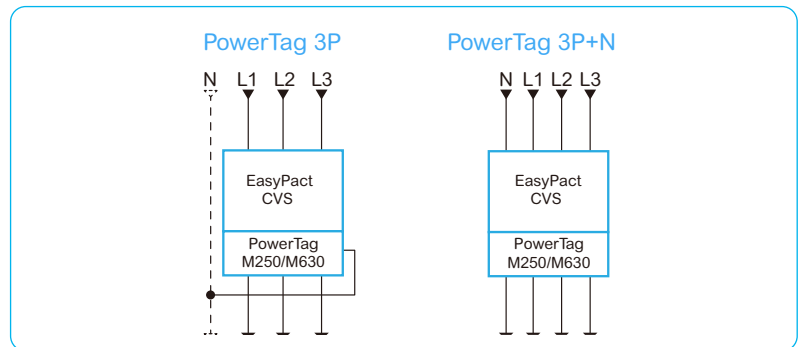 PowerTag 3P
N L1 L2 L3
EasyPact
CVS
PowerTag
M250/M630
PowerTag 3P+N
N L1 L2 L3
EasyPact
CVS
PowerTag
M250/M630